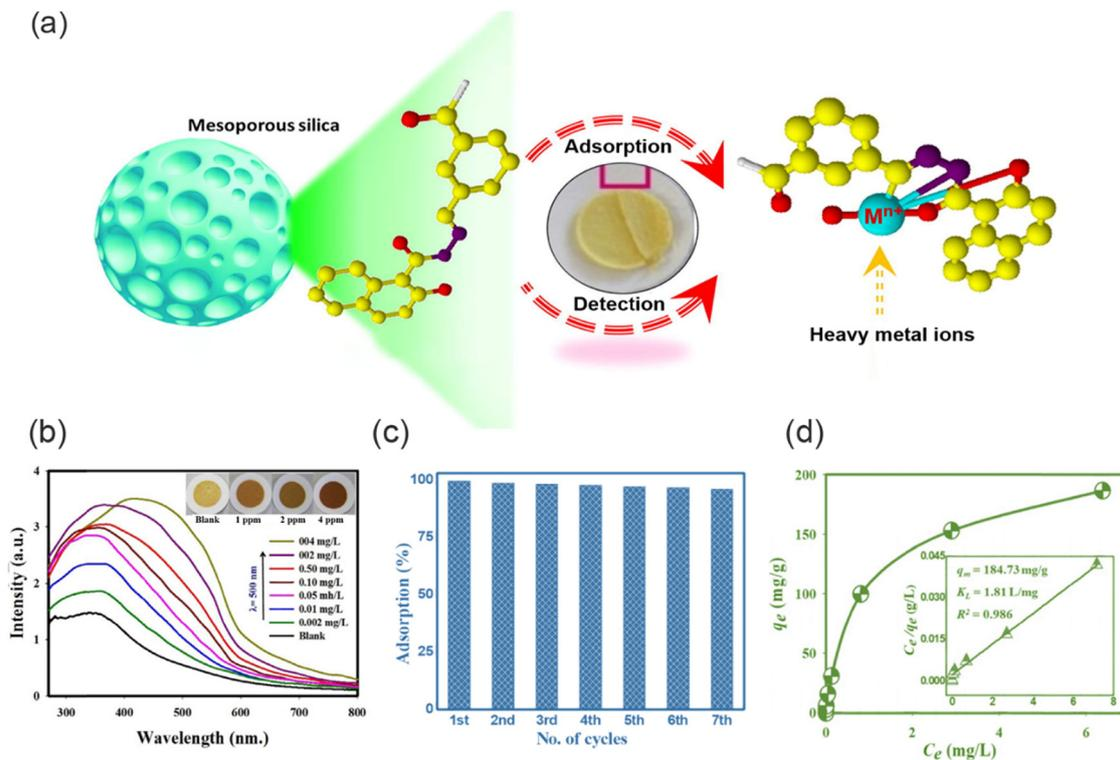 (a)
Mesoporous silica
Adsorption
Detection
Mⁿ⁺
Heavy metal ions
(b)
4
3
2
1
0
Intensity (a.u.)
Blank 1 ppm 2 ppm 4 ppm
004 mg/L
002 mg/L
0.50 mg/L
0.10 mg/L
0.05 mh/L
0.01 mg/L
0.002 mg/L
Blank
λ= 500 nm
300 400 500 600 700 800
Wavelength (nm.)
(c)
100
75
50
25
0
Adsorption (%)
1st 2nd 3rd 4th 5th 6th 7th
No. of cycles
(d)
200
150
100
50
0
qe (mg/g)
0 2 4 6
Ce (mg/L)
0.045
0.030
0.015
0.000
Ce/qe (g/L)
qm = 184.73 mg/g
KL = 1.81 L/mg
R² = 0.986
0 2 4 6 8